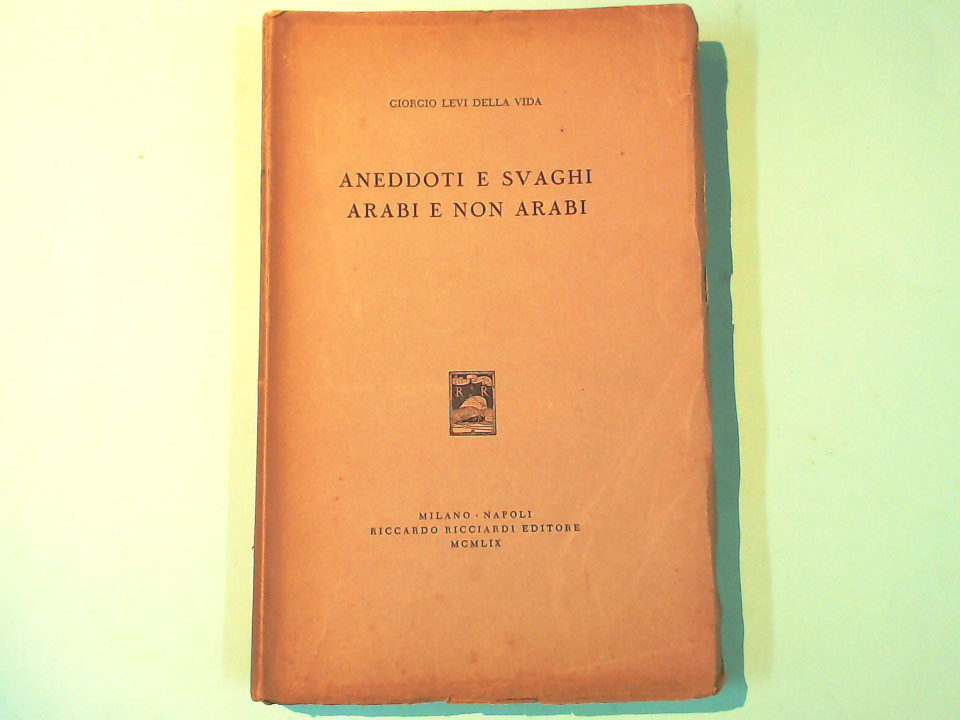 GIORGIO LEVI DELLA VIDA
ANEDDOTI E SVAGHI
ARABI E NON ARABI
R R
MILANO · NAPOLI
RICCARDO RICCIARDI EDITORE
MCMLIX